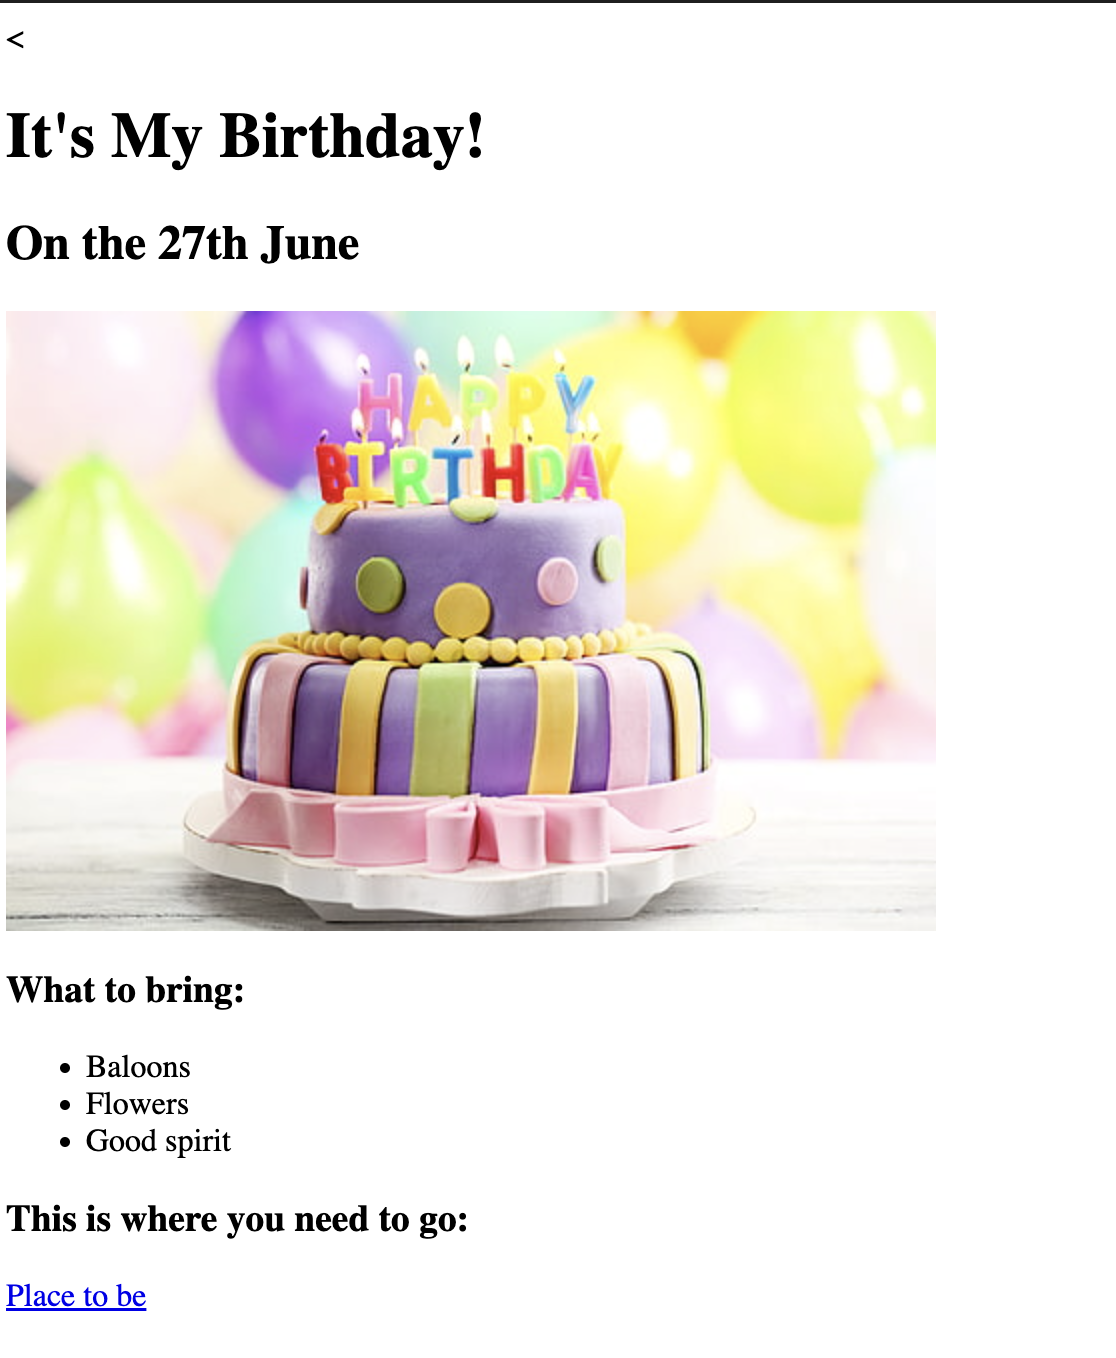 <
It's My Birthday!
On the 27th June
HAPPY
BIRTHDAY
What to bring:
Baloons
Flowers
Good spirit
This is where you need to go:
Place to be